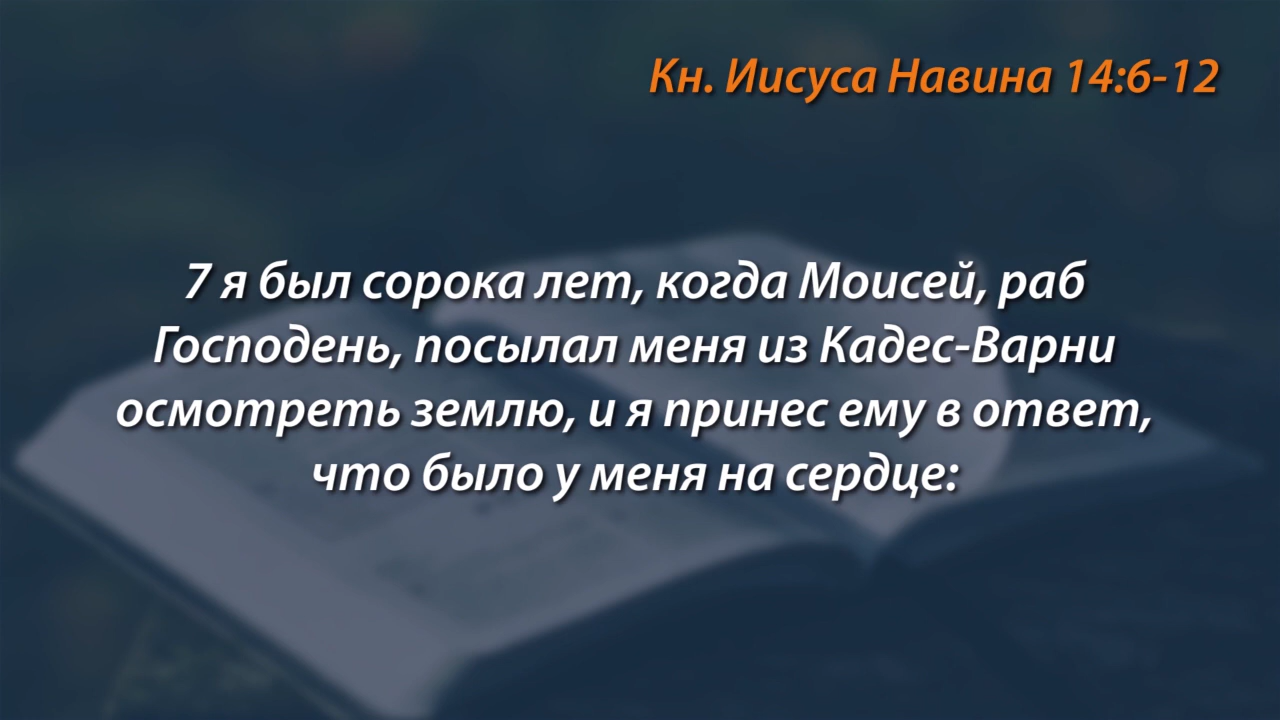 Кн. Иисуса Навина 14:6-12
7 я был сорока лет, когда Моисей, раб
Господень, посылал меня из Кадес-Варни
осмотреть землю, и я принес ему в ответ,
что было у меня на сердце: